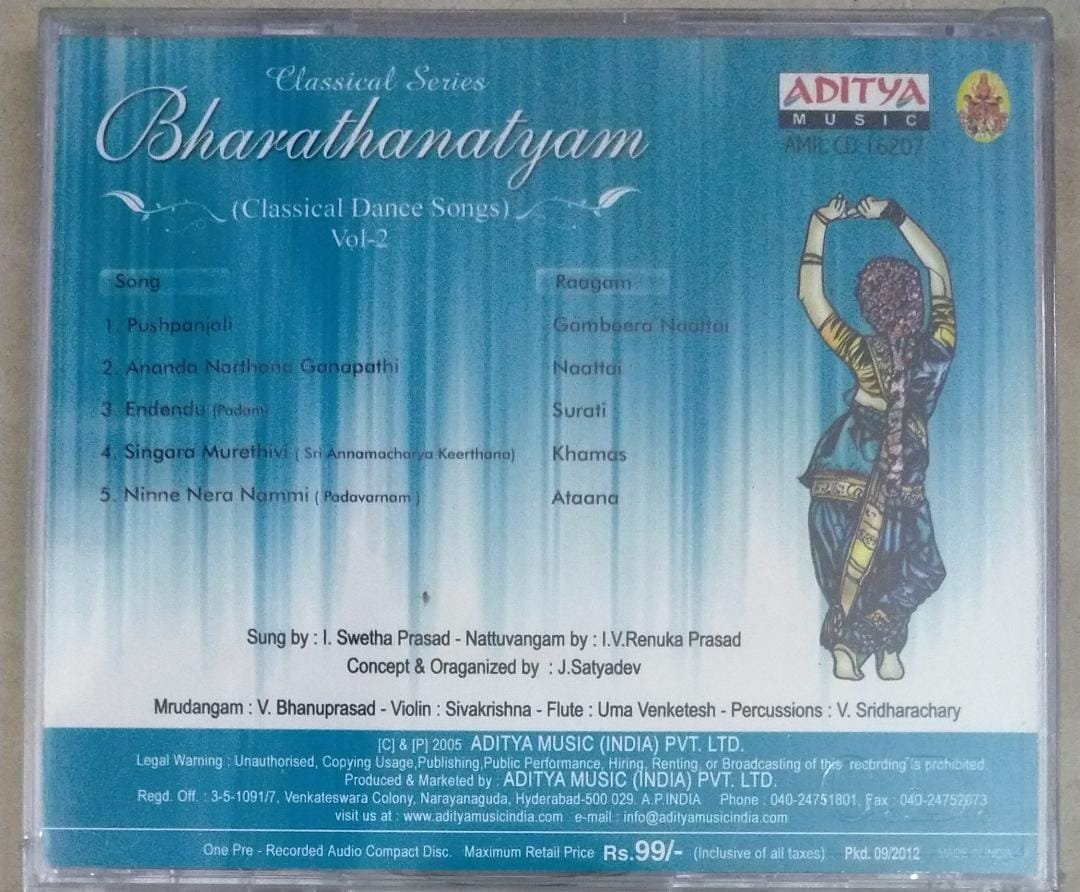 Classical Series
Bharathanatyam
(Classical Dance Songs)
Vol-2
ADITYA
MUSIC
AMIL CD 16207
Song Raagam
1. Pushpanjali Gambeera Naattai
2. Ananda Narthana Ganapathi Naattai
3. Endendu (Padam) Surati
4. Singara Murethivi ( Sri Annamacharya Keerthana) Khamas
5. Ninne Nera Nammi ( Padavarnam ) Ataana
Sung by : I. Swetha Prasad - Nattuvangam by : I.V.Renuka Prasad
Concept & Oraganized by : J.Satyadev
Mrudangam : V. Bhanuprasad - Violin : Sivakrishna - Flute : Uma Venketesh - Percussions : V. Sridharachary
[C] & [P] 2005 ADITYA MUSIC (INDIA) PVT. LTD.
Legal Warning : Unauthorised, Copying Usage,Publishing,Public Performance, Hiring, Renting, or Broadcasting of this recording is prohibited.
Produced & Marketed by : ADITYA MUSIC (INDIA) PVT. LTD.
Regd. Off. : 3-5-1091/7, Venkateswara Colony, Narayanaguda, Hyderabad-500 029. A.P.INDIA Phone : 040-24751801, Fax : 040-24752073
visit us at : www.adityamusicindia.com e-mail : info@adityamusicindia.com
One Pre - Recorded Audio Compact Disc. Maximum Retail Price Rs.99/- (Inclusive of all taxes) Pkd. 09/2012 MADE IN INDIA